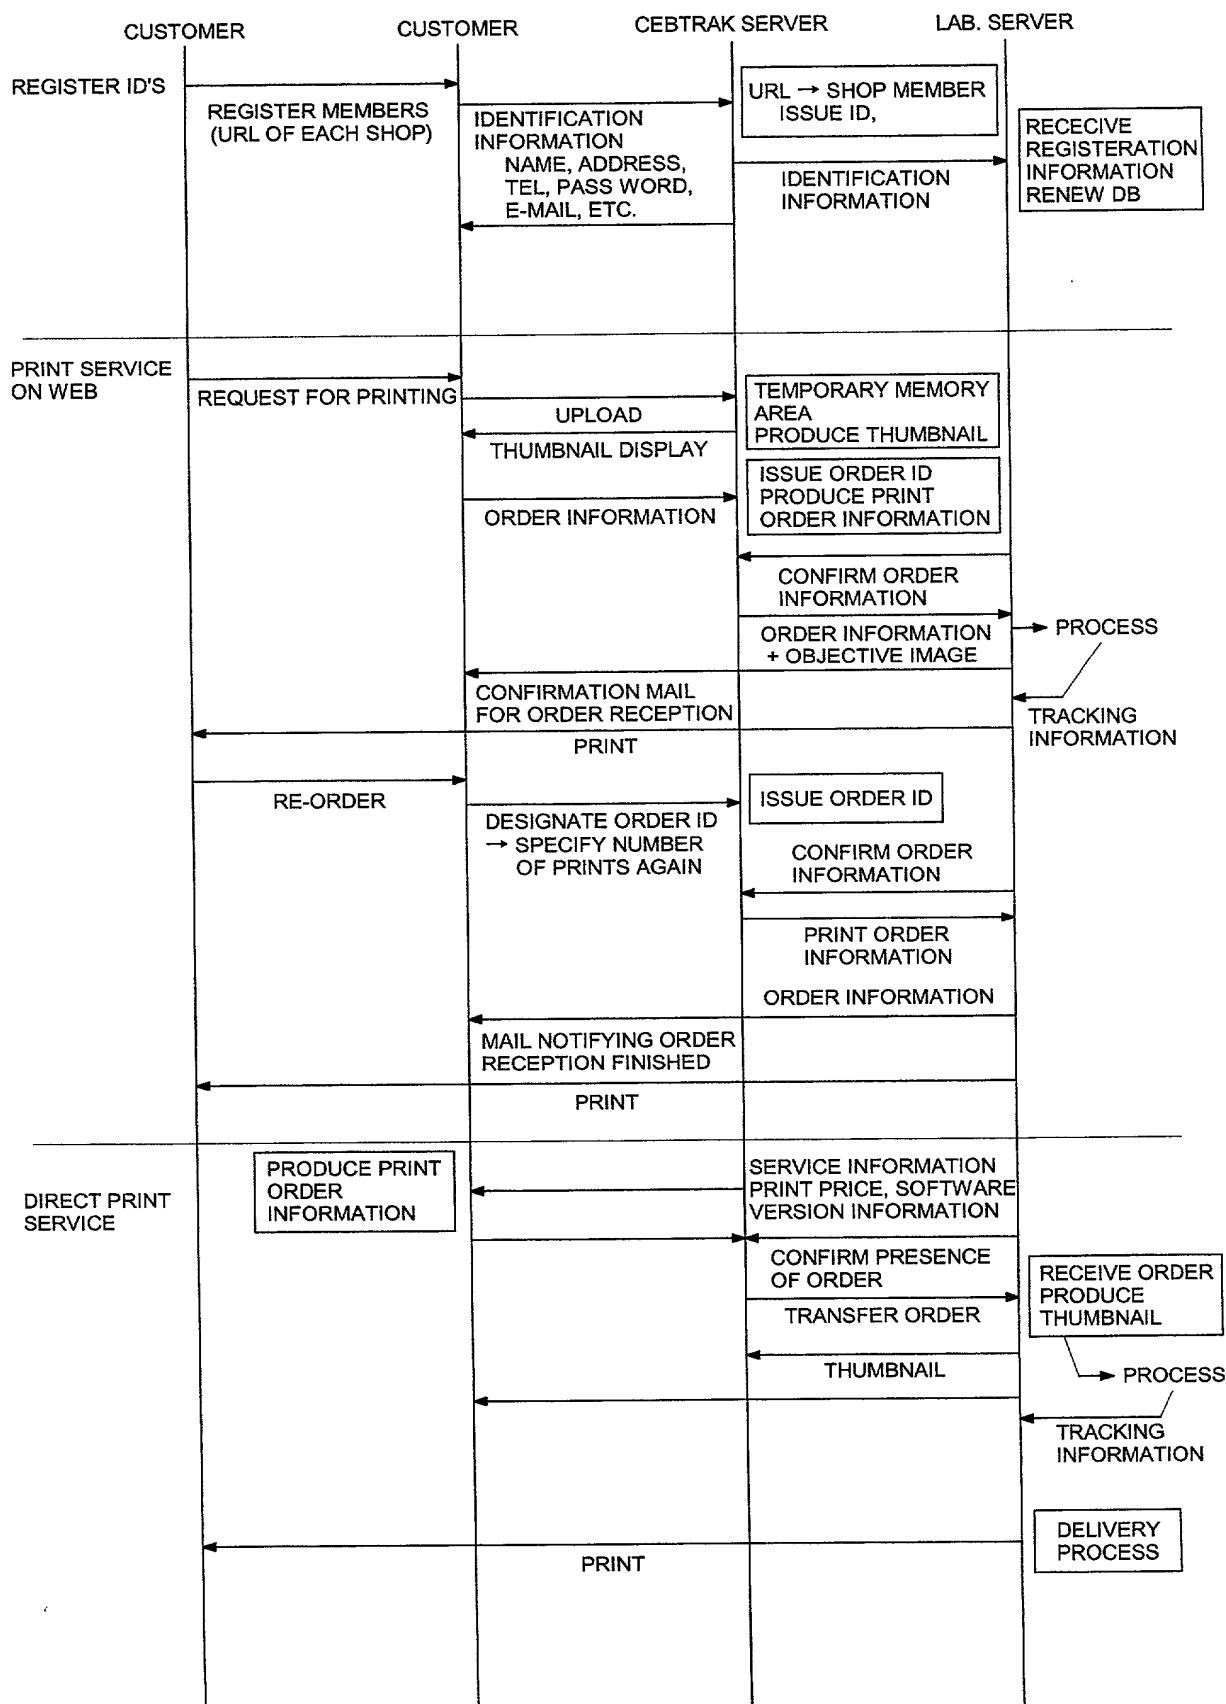 CUSTOMER
CUSTOMER
CEBTRAK SERVER
LAB. SERVER
REGISTER ID'S
REGISTER MEMBERS
(URL OF EACH SHOP)
IDENTIFICATION
INFORMATION
NAME, ADDRESS,
TEL, PASS WORD,
E-MAIL, ETC.
URL → SHOP MEMBER
ISSUE ID,
IDENTIFICATION
INFORMATION
RECECIVE
REGISTERATION
INFORMATION
RENEW DB
PRINT SERVICE
ON WEB
REQUEST FOR PRINTING
UPLOAD
THUMBNAIL DISPLAY
TEMPORARY MEMORY
AREA
PRODUCE THUMBNAIL
ORDER INFORMATION
ISSUE ORDER ID
PRODUCE PRINT
ORDER INFORMATION
CONFIRM ORDER
INFORMATION
ORDER INFORMATION
+ OBJECTIVE IMAGE
PROCESS
CONFIRMATION MAIL
FOR ORDER RECEPTION
TRACKING
INFORMATION
PRINT
RE-ORDER
DESIGNATE ORDER ID
→ SPECIFY NUMBER
OF PRINTS AGAIN
ISSUE ORDER ID
CONFIRM ORDER
INFORMATION
PRINT ORDER
INFORMATION
ORDER INFORMATION
MAIL NOTIFYING ORDER
RECEPTION FINISHED
PRINT
DIRECT PRINT
SERVICE
PRODUCE PRINT
ORDER
INFORMATION
SERVICE INFORMATION
PRINT PRICE, SOFTWARE
VERSION INFORMATION
CONFIRM PRESENCE
OF ORDER
TRANSFER ORDER
RECEIVE ORDER
PRODUCE
THUMBNAIL
THUMBNAIL
PROCESS
TRACKING
INFORMATION
DELIVERY
PROCESS
PRINT